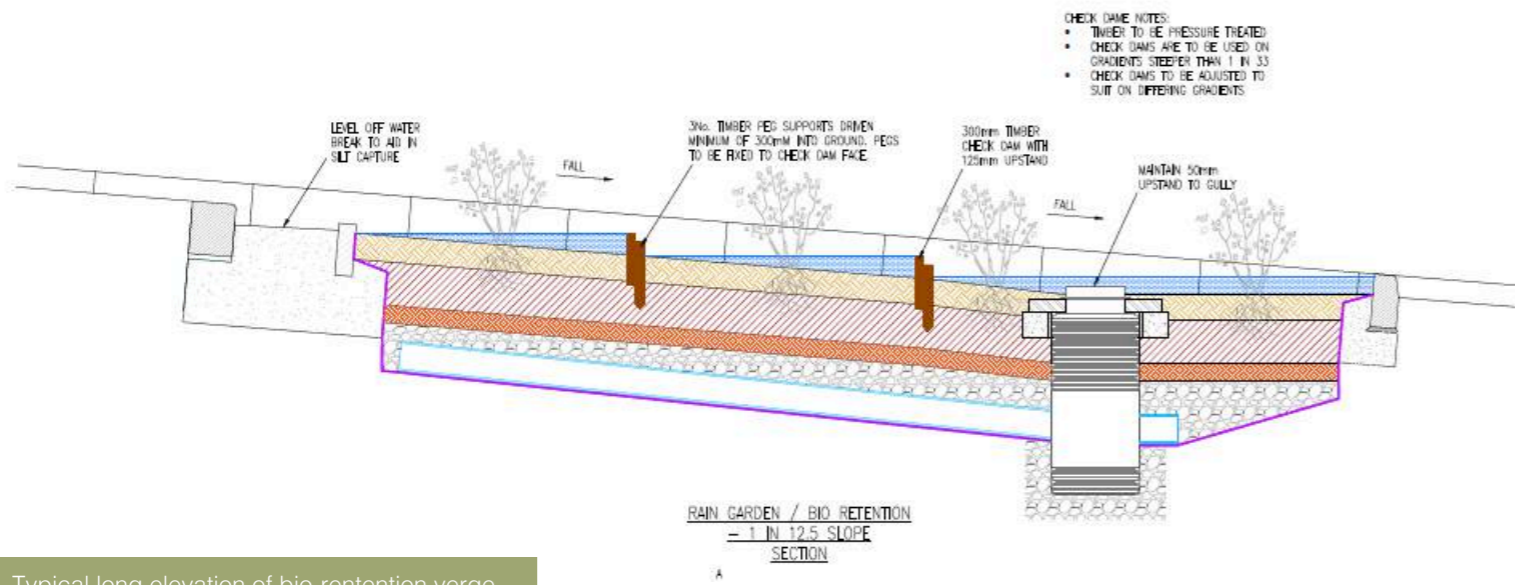 CHECK DAME NOTES:
• TIMBER TO BE PRESSURE TREATED
• CHECK DAMS ARE TO BE USED ON
GRADIENTS STEEPER THAN 1 IN 33
• CHECK DAMS TO BE ADJUSTED TO
SUIT ON DIFFERING GRADIENTS
LEVEL OFF WATER
BREAK TO AID IN
SILT CAPTURE
FALL
3No. TIMBER PEG SUPPORTS DRIVEN
MINIMUM OF 300mM INTO GROUND. PEGS
TO BE FIXED TO CHECK DAM FACE
300mm TIMBER
CHECK DAM WITH
125mm UPSTAND
FALL
MAINTAIN 50mm
UPSTAND TO GULLY
RAIN GARDEN / BIO RETENTION
– 1 IN 12.5 SLOPE
SECTION
A
Typical long elevation of bio-rentention verge